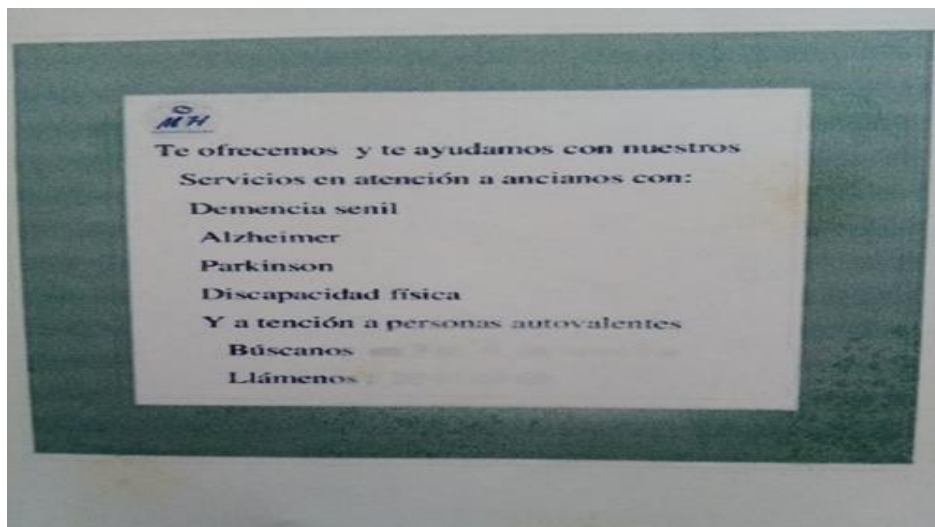 MH
Te ofrecemos y te ayudamos con nuestros
Servicios en atención a ancianos con:
Demencia senil
Alzheimer
Parkinson
Discapacidad física
Y a tención a personas autovalentes
Búscanos
Llámenos